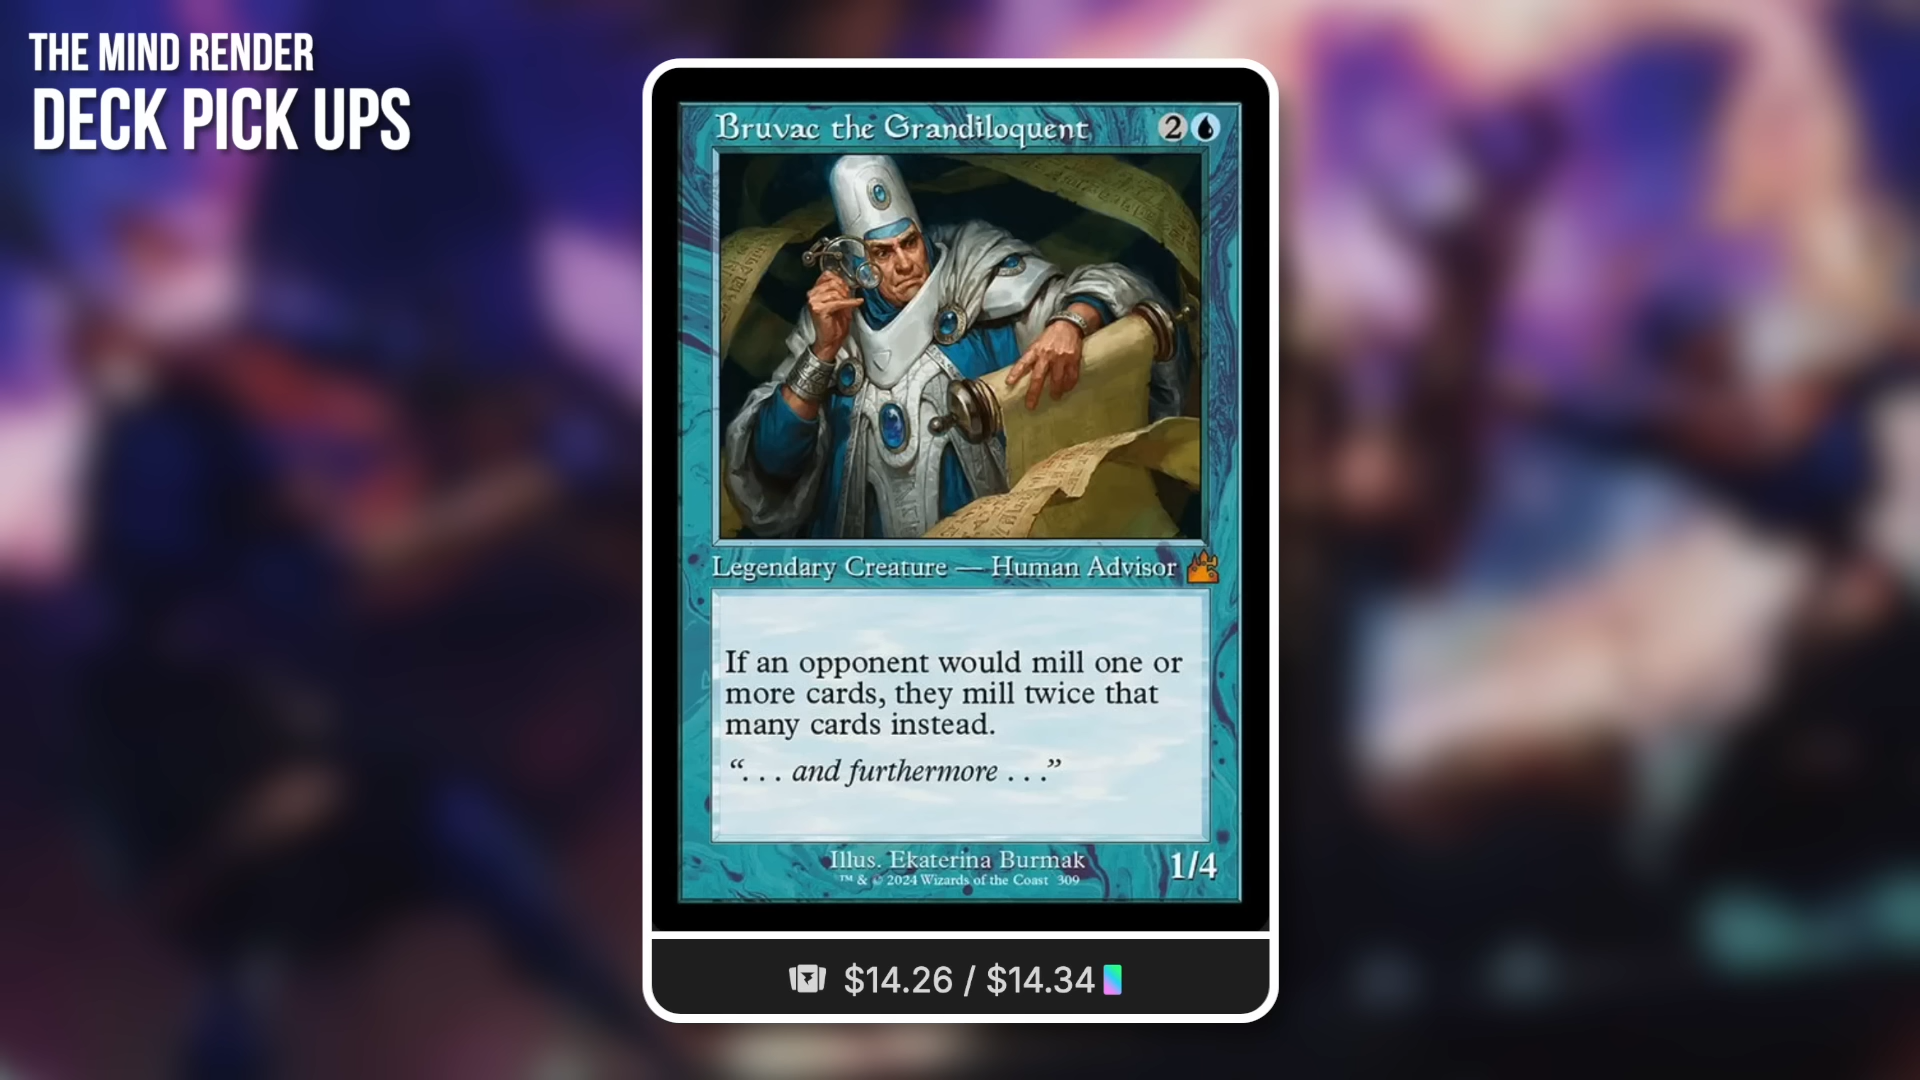 THE MIND RENDER
DECK PICK UPS
Bruvac the Grandiloquent 2
Legendary Creature — Human Advisor
If an opponent would mill one or
more cards, they mill twice that
many cards instead.
“. . . and furthermore . . .”
Illus. Ekaterina Burmak
1/4
™ & © 2024 Wizards of the Coast 309
$14.26 / $14.34